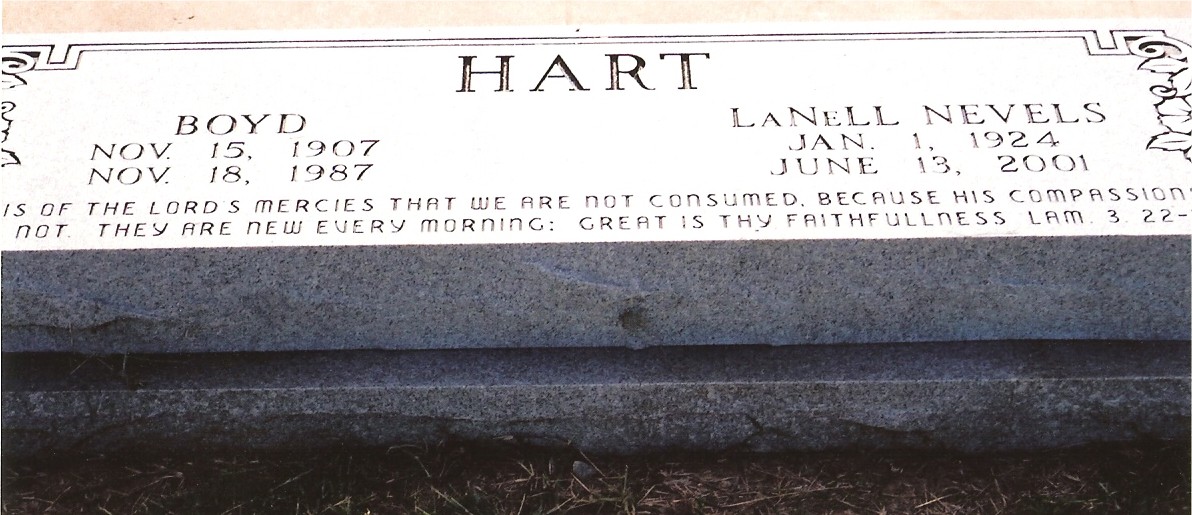 HART
BOYD
NOV. 15, 1907
NOV. 18, 1987
LANELL NEVELS
JAN. 1, 1924
JUNE 13, 2001
IS OF THE LORD'S MERCIES THAT WE ARE NOT CONSUMED, BECAUSE HIS COMPASSION
NOT. THEY ARE NEW EVERY MORNING: GREAT IS THY FAITHFULLNESS LAM. 3. 22-